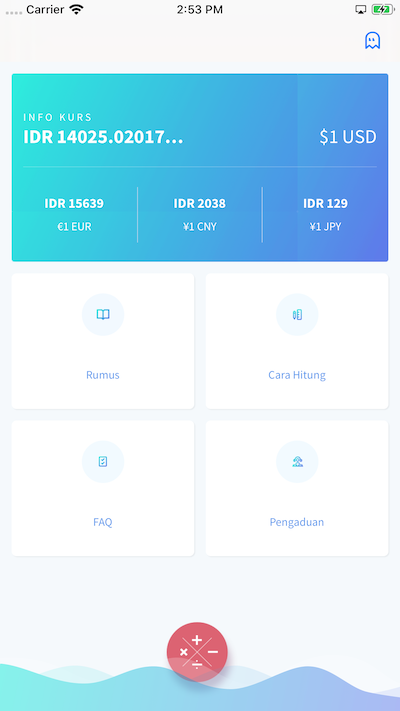 Carrier 2:53 PM
INFO KURS
IDR 14025.02017... $1 USD
IDR 15639 IDR 2038 IDR 129
€1 EUR ¥1 CNY ¥1 JPY
Rumus Cara Hitung
FAQ Pengaduan